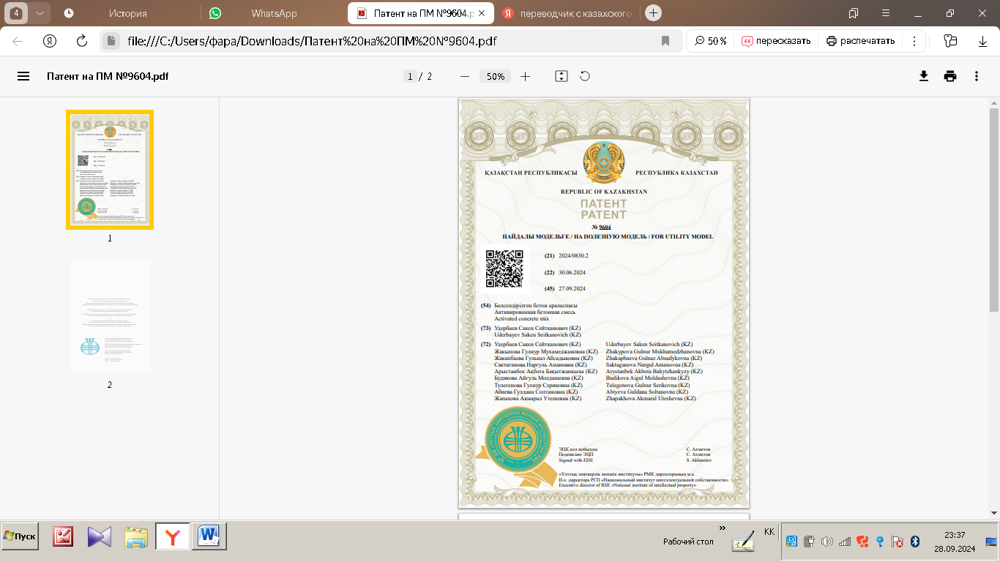 4
История
WhatsApp
Патент на ПМ №9604.p
переводчик с казахского
file:///C:/Users/фара/Downloads/Патент%20на%20ПМ%20№9604.pdf
50 %
пересказать
распечатать
Патент на ПМ №9604.pdf
1 / 2
50%
1
2
ҚАЗАҚСТАН РЕСПУБЛИКАСЫ
РЕСПУБЛИКА КАЗАХСТАН
REPUBLIC OF KAZAKHSTAN
ПАТЕНТ
PATENT
№ 9604
ПАЙДАЛЫ МОДЕЛЬГЕ / НА ПОЛЕЗНУЮ МОДЕЛЬ / FOR UTILITY MODEL
(21) 2024/0830.2
(22) 30.06.2024
(45) 27.09.2024
(54) Белсендірілген бетон араласпасы
Активированная бетонная смесь
Activated concrete mix
(73) Удербаев Сакен Сейтканович (KZ)
Uderbayev Saken Seitkanovich (KZ)
(72) Удербаев Сакен Сейтканович (KZ) Uderbayev Saken Seitkanovich (KZ)
Жакыпова Гулнур Мухамеджановна (KZ) Zhakypova Gulnur Mukhamedzhanovna (KZ)
Жакапбаева Гульназ Абсадыковна (KZ) Zhakapbaeva Gulnaz Absadykovna (KZ)
Сактаганова Наргуль Амановна (KZ) Saktaganova Nargul Amanovna (KZ)
Арыстанбек Ақбота Бақытжанқызы (KZ) Arystanbek Akbota Bakytzhankyzy (KZ)
Будикова Айгуль Молдашевна (KZ) Budikova Aigul Moldashevna (KZ)
Тулегенова Гулнур Сериковна (KZ) Tulegenova Gulnur Serikovna (KZ)
Абиева Гулдана Солтановна (KZ) Abiyeva Guldana Soltanovna (KZ)
Жапахова Акмарал Утешевна (KZ) Zhapakhova Akmaral Uteshevna (KZ)
ЭЦҚ қол қойылды С. Ахметов
Подписано ЭЦП С. Ахметов
Signed with EDS S. Akhmetov
«Ұлттық зияткерлік меншік институты» РМК директорының м.а.
И.о. директора РГП «Национальный институт интеллектуальной собственности»
Executive director of RSE «National institute of intellectual property»
Пуск
Рабочий стол
KK
23:37
28.09.2024